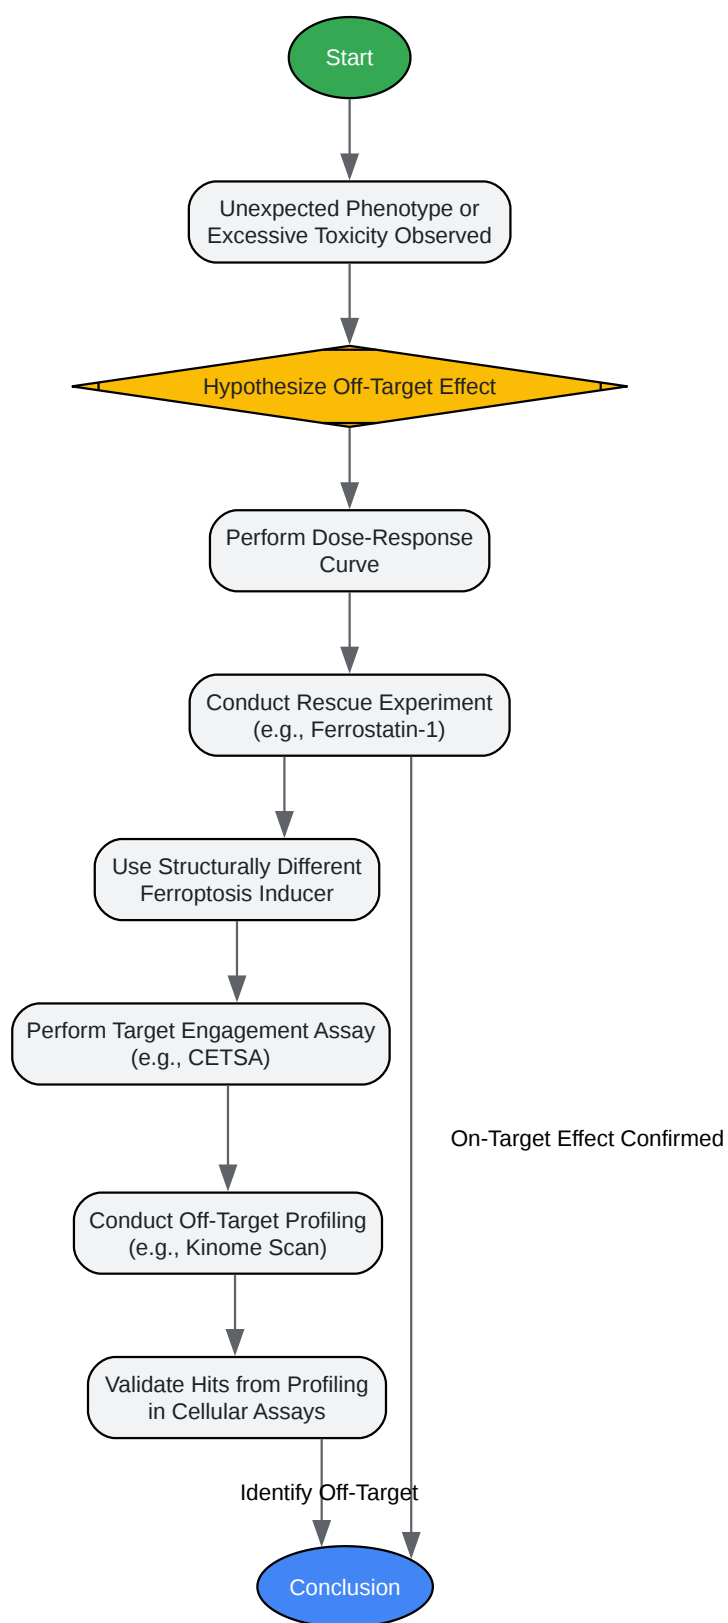 Start
Unexpected Phenotype or
Excessive Toxicity Observed
Hypothesize Off-Target Effect
Perform Dose-Response
Curve
Conduct Rescue Experiment
(e.g., Ferrostatin-1)
Use Structurally Different
Ferroptosis Inducer
Perform Target Engagement Assay
(e.g., CETSA)
On-Target Effect Confirmed
Conduct Off-Target Profiling
(e.g., Kinome Scan)
Validate Hits from Profiling
in Cellular Assays
Identify Off-Target
Conclusion